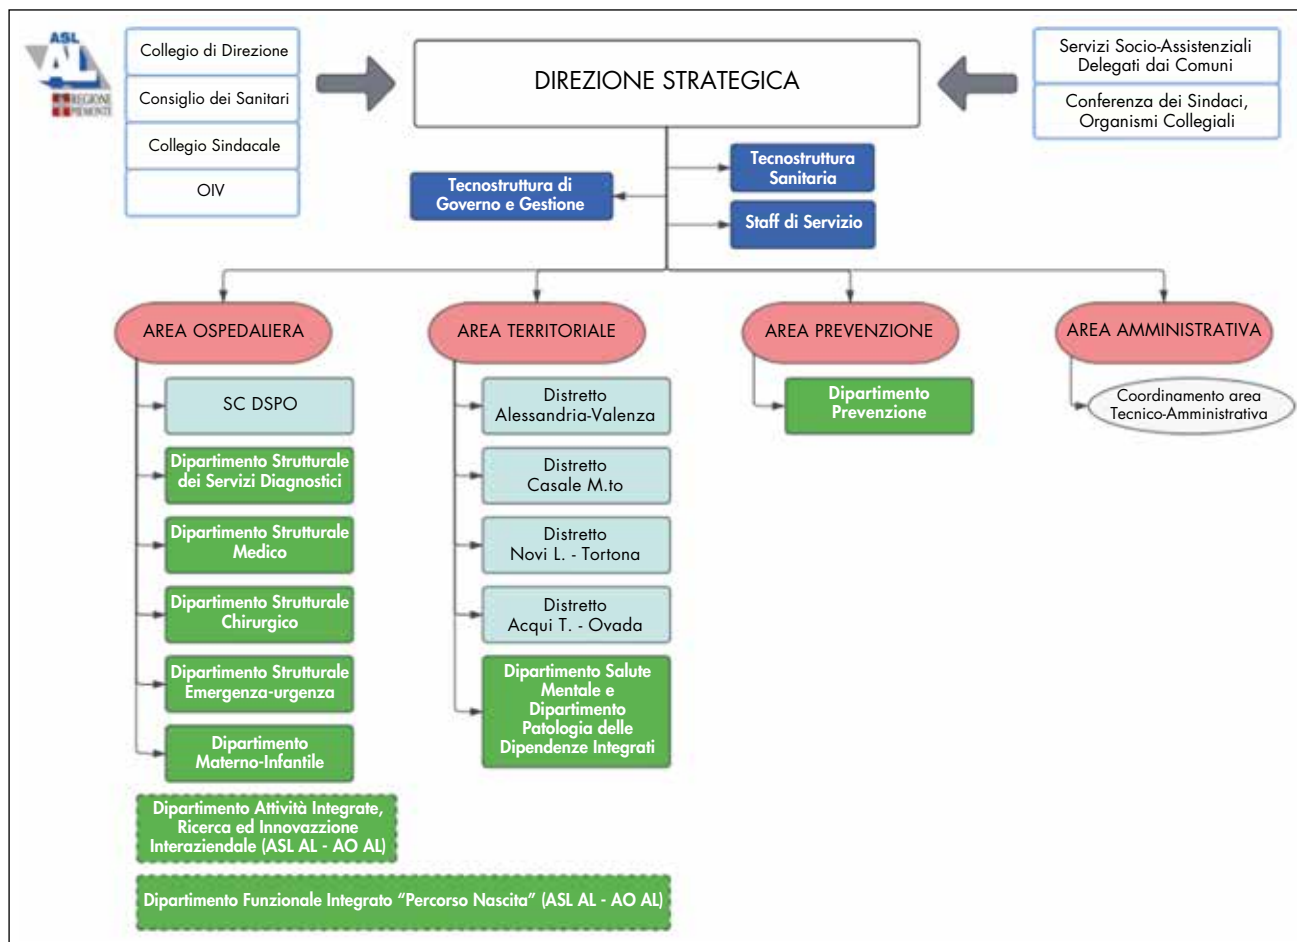 ASL
AL
REGIONE
PIEMONTE
Collegio di Direzione
Consiglio dei Sanitari
Collegio Sindacale
OIV
DIREZIONE STRATEGICA
Servizi Socio-Assistenziali
Delegati dai Comuni
Conferenza dei Sindaci,
Organismi Collegiali
Tecnostruttura di
Governo e Gestione
Tecnostruttura
Sanitaria
Staff di Servizio
AREA OSPEDALIERA
SC DSPO
Dipartimento Strutturale
dei Servizi Diagnostici
Dipartimento Strutturale
Medico
Dipartimento Strutturale
Chirurgico
Dipartimento Strutturale
Emergenza-urgenza
Dipartimento
Materno-Infantile
Dipartimento Attività Integrate,
Ricerca ed Innovazzione
Interaziendale (ASL AL - AO AL)
Dipartimento Funzionale Integrato “Percorso Nascita” (ASL AL - AO AL)
AREA TERRITORIALE
Distretto
Alessandria-Valenza
Distretto
Casale M.to
Distretto
Novi L. - Tortona
Distretto
Acqui T. - Ovada
Dipartimento Salute
Mentale e
Dipartimento
Patologia delle
Dipendenze Integrati
AREA PREVENZIONE
Dipartimento
Prevenzione
AREA AMMINISTRATIVA
Coordinamento area
Tecnico-Amministrativa